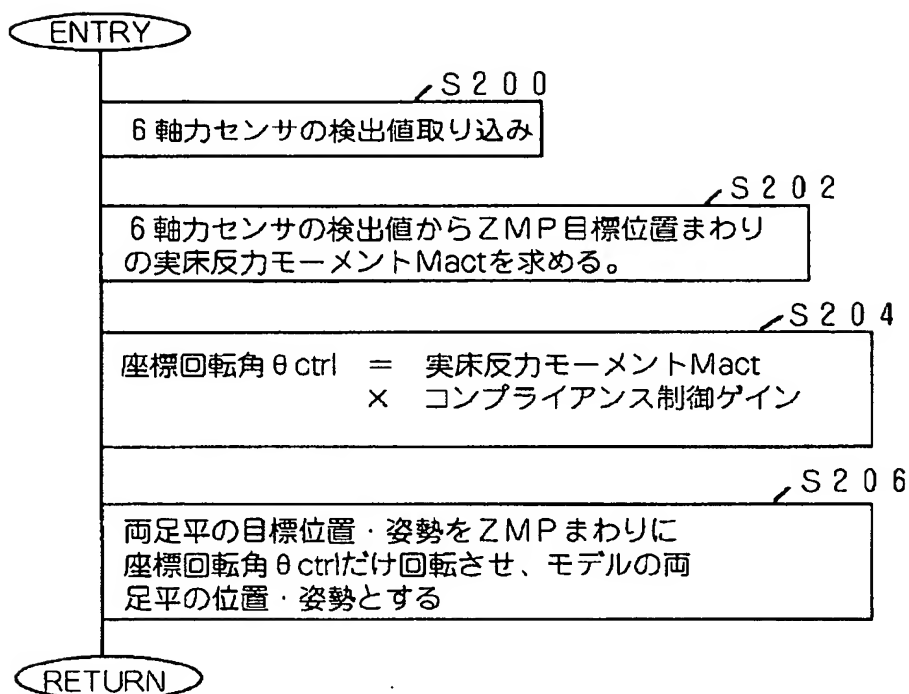 ENTRY
S200
6軸力センサの検出値取り込み
S202
6軸力センサの検出値からZMP目標位置まわり
の実床反力モーメントMactを求める。
S204
座標回転角θctrl = 実床反力モーメントMact
× コンプライアンス制御ゲイン
S206
両足平の目標位置・姿勢をZMPまわりに
座標回転角θctrlだけ回転させ、モデルの両
足平の位置・姿勢とする
RETURN